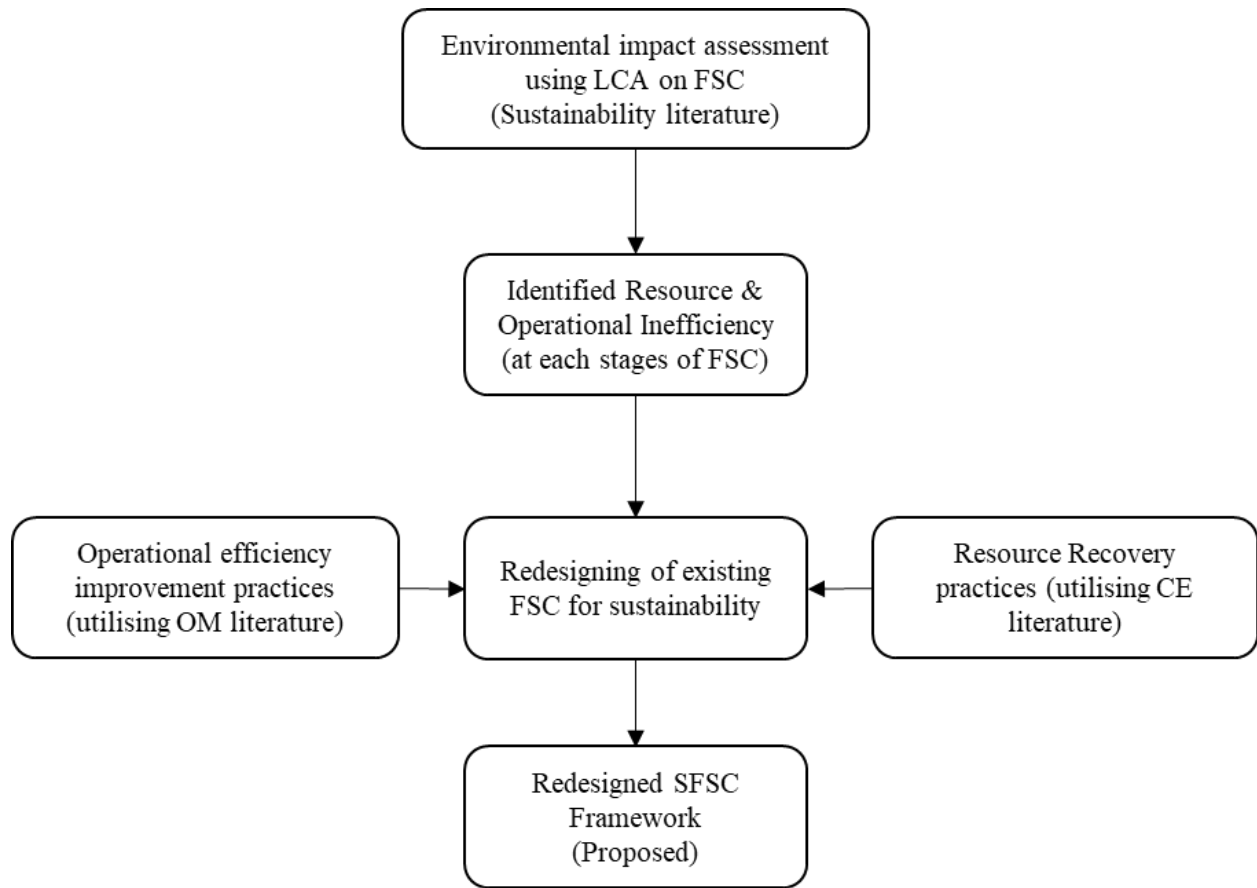 Environmental impact assessment
using LCA on FSC
(Sustainability literature)
Identified Resource &
Operational Inefficiency
(at each stages of FSC)
Operational efficiency
improvement practices
(utilising OM literature)
Redesigning of existing
FSC for sustainability
Resource Recovery
practices (utilising CE
literature)
Redesigned SFSC
Framework
(Proposed)